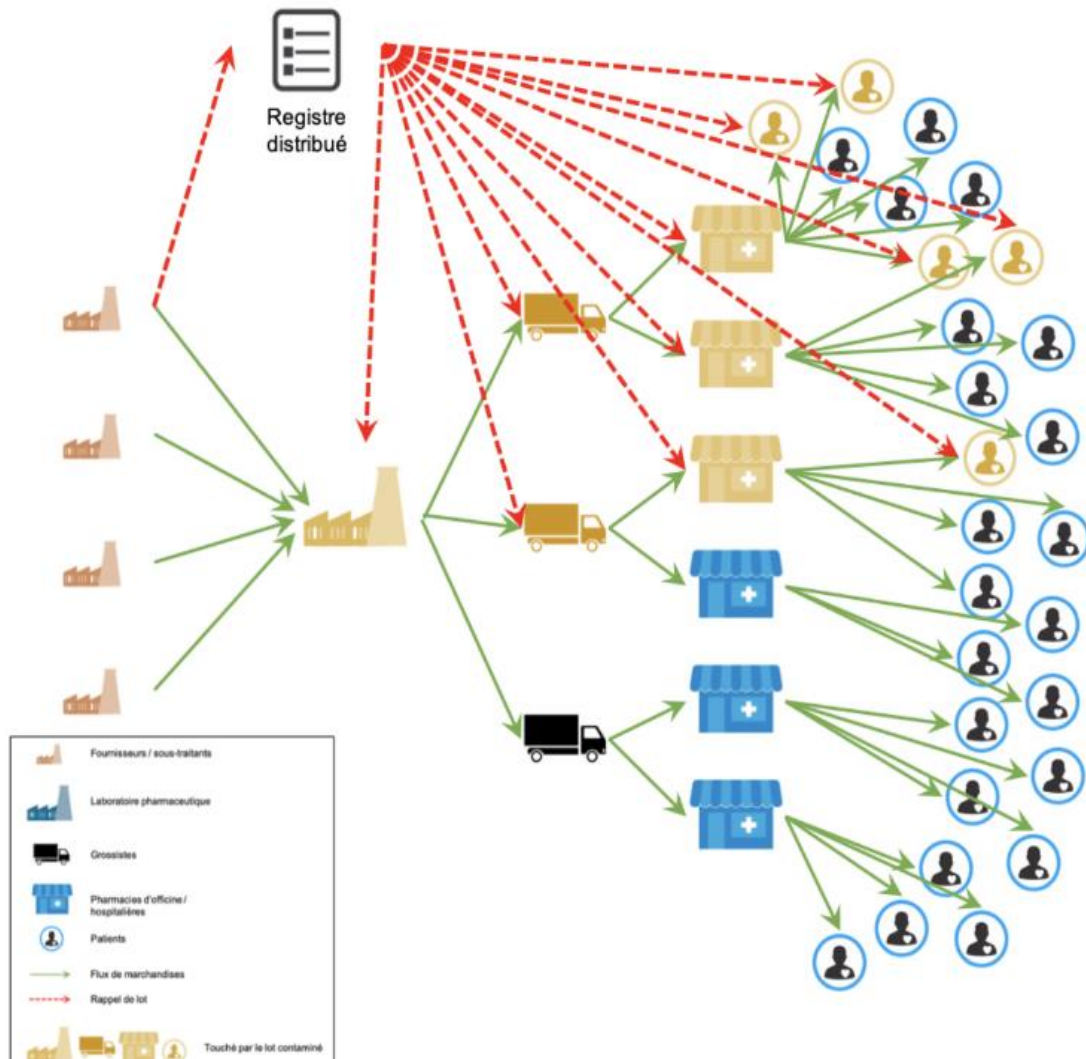 Registre
distribué
Fournisseurs / sous-traitants
Laboratoire pharmaceutique
Grossistes
Pharmacies d'officine /
hospitalières
Patients
Flux de marchandises
Rappel de lot
Touché par le lot contaminé